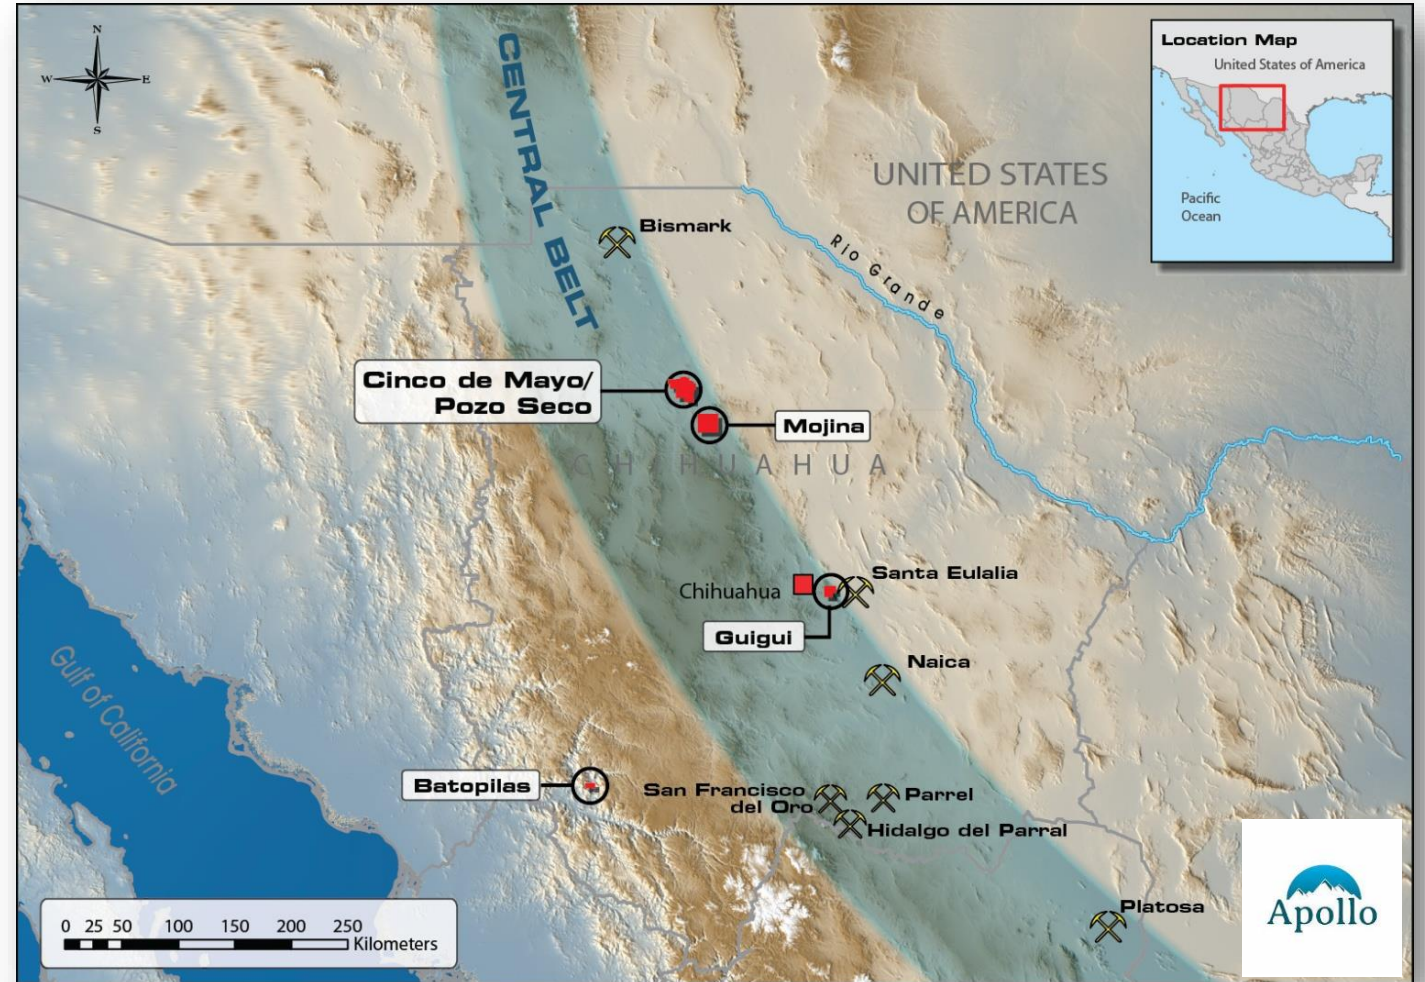 N
W
E
S
CENTRAL BELT
Location Map
United States of America
Pacific
Ocean
UNITED STATES
OF AMERICA
Bismark
Rio Grande
Cinco de Mayo/
Pozo Seco
Mojina
CHIHUAHUA
Santa Eulalia
Chihuahua
Guigui
Naica
Gulf of California
Batopilas
San Francisco
del Oro
Parrel
Hidalgo del Parral
Platosa
0 25 50 100 150 200 250
Kilometers
Apollo